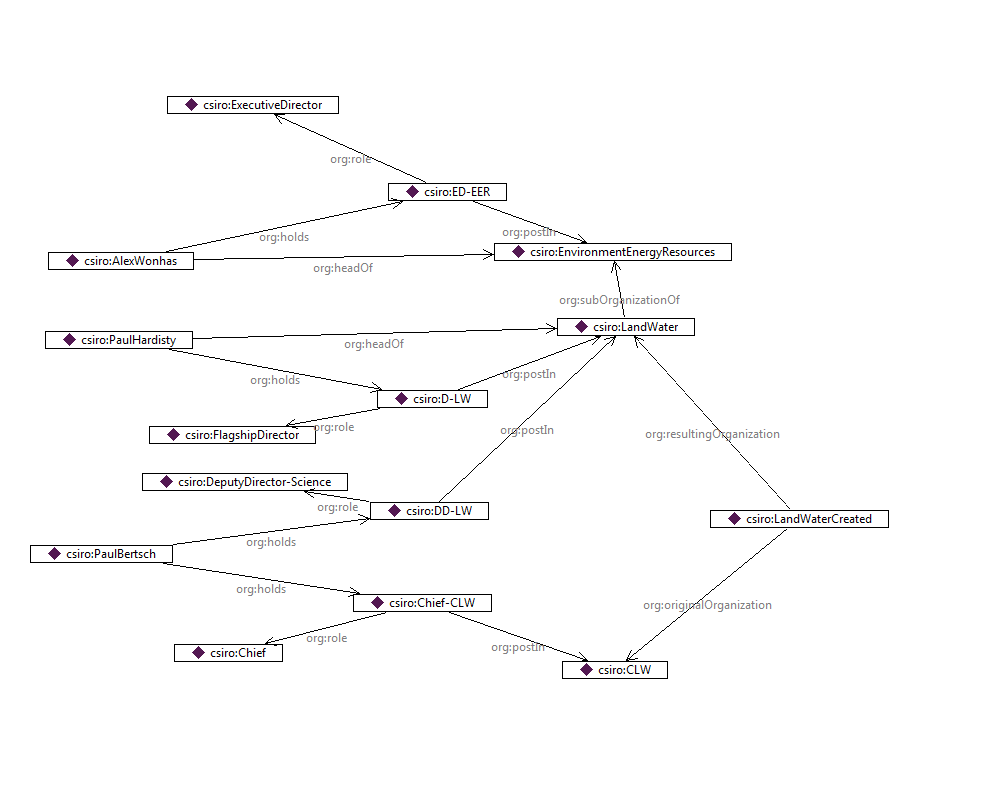 csiro:ExecutiveDirector
org:role
csiro:ED-EER
org:holds
org:postIn
csiro:AlexWonhas
csiro:EnvironmentEnergyResources
org:headOf
org:subOrganizationOf
csiro:LandWater
csiro:PaulHardisty
org:headOf
org:holds
org:postIn
csiro:D-LW
org:role
csiro:FlagshipDirector
org:postIn
org:resultingOrganization
csiro:DeputyDirector-Science
org:role
csiro:DD-LW
csiro:LandWaterCreated
org:holds
csiro:PaulBertsch
org:holds
csiro:Chief-CLW
org:originalOrganization
org:role
org:postIn
csiro:Chief
csiro:CLW